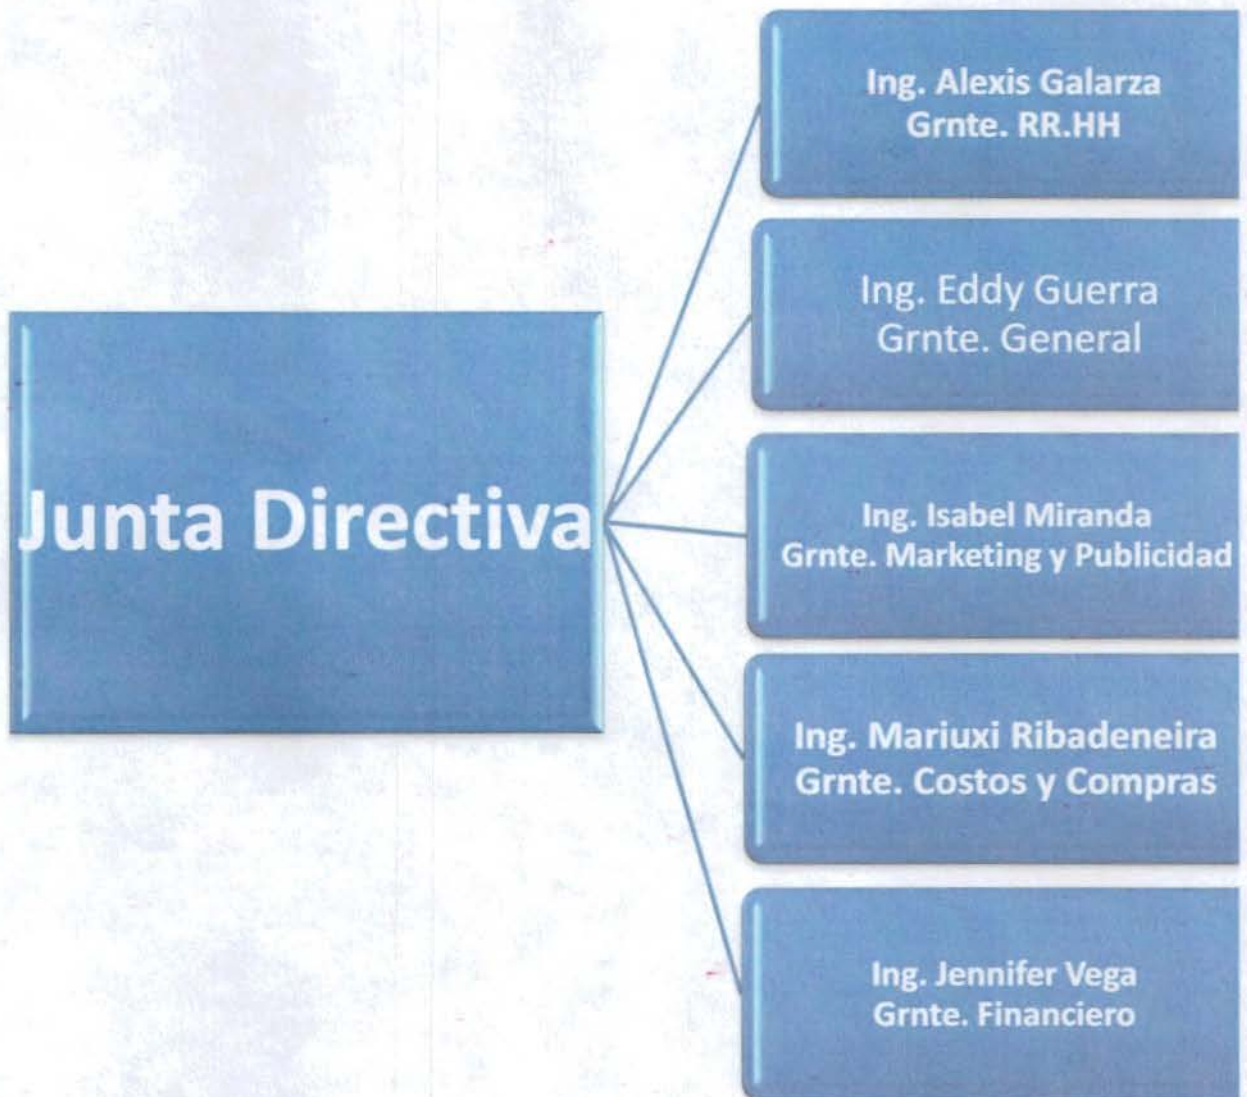 Junta Directiva
Ing. Alexis Galarza
Grnte. RR.HH
Ing. Eddy Guerra
Grnte. General
Ing. Isabel Miranda
Grnte. Marketing y Publicidad
Ing. Mariuxi Ribadeneira
Grnte. Costos y Compras
Ing. Jennifer Vega
Grnte. Financiero